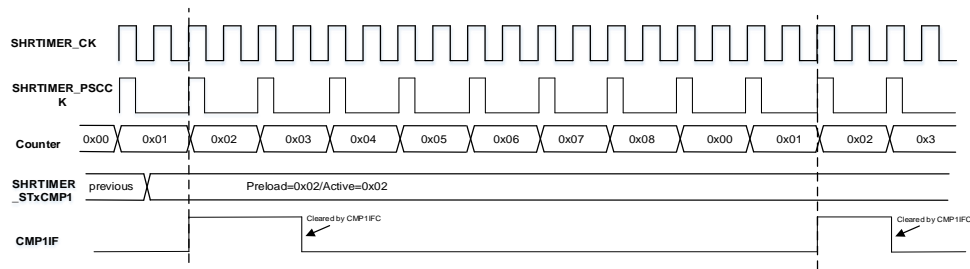 SHRTIMER_CK
SHRTIMER_PSCC
K
Counter 0x00 0x01 0x02 0x03 0x04 0x05 0x06 0x07 0x08 0x00 0x01 0x02 0x3
SHRTIMER
_STxCMP1
previous Preload=0x02/Active=0x02
CMP1IF
Cleared by CMP1IFC
Cleared by CMP1IFC